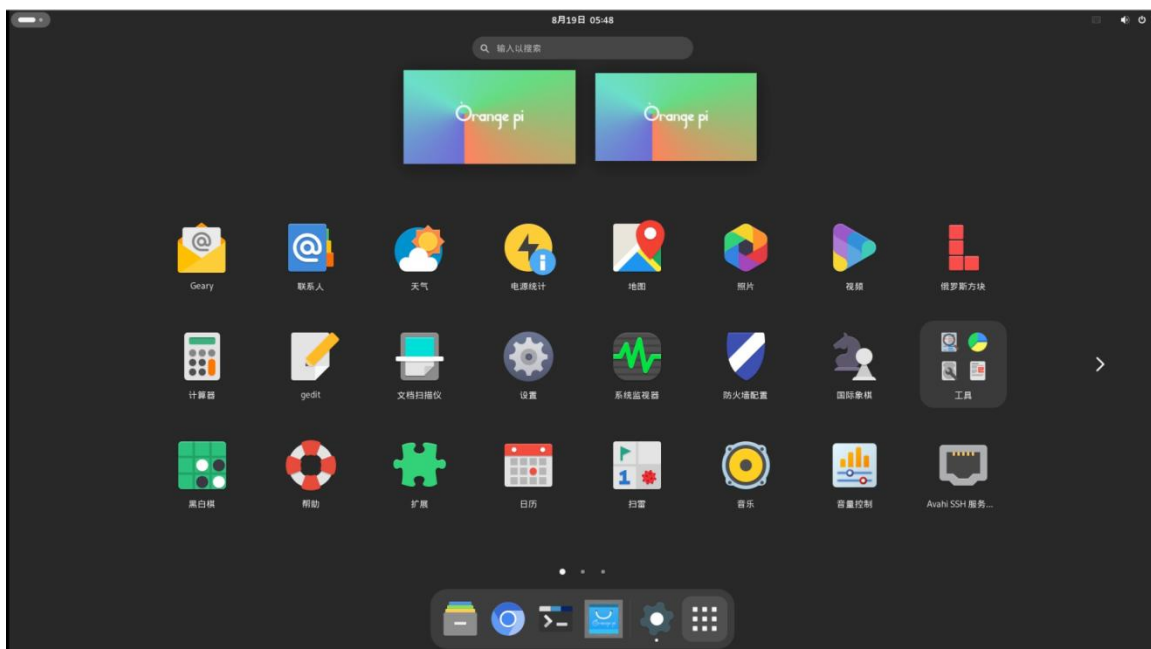 8月19日 05:48
输入以搜索
Orange pi
Orange pi
Geary
联系人
天气
电源统计
地图
照片
视频
俄罗斯方块
计算器
gedit
文档扫描仪
设置
系统监视器
防火墙配置
国际象棋
工具
黑白棋
帮助
扩展
日历
1
扫雷
音乐
音量控制
Avahi SSH 服务...